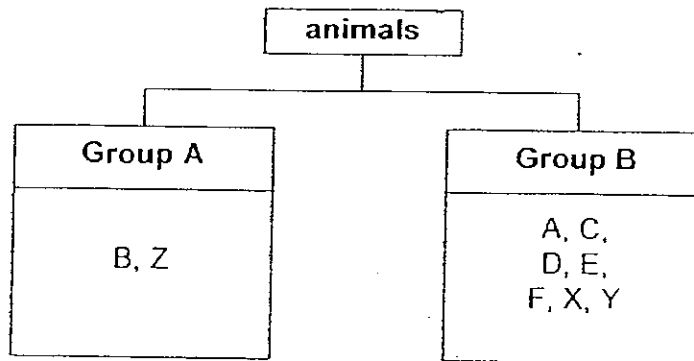 animals
Group A
B, Z
Group B
A, C,
D, E,
F, X, Y